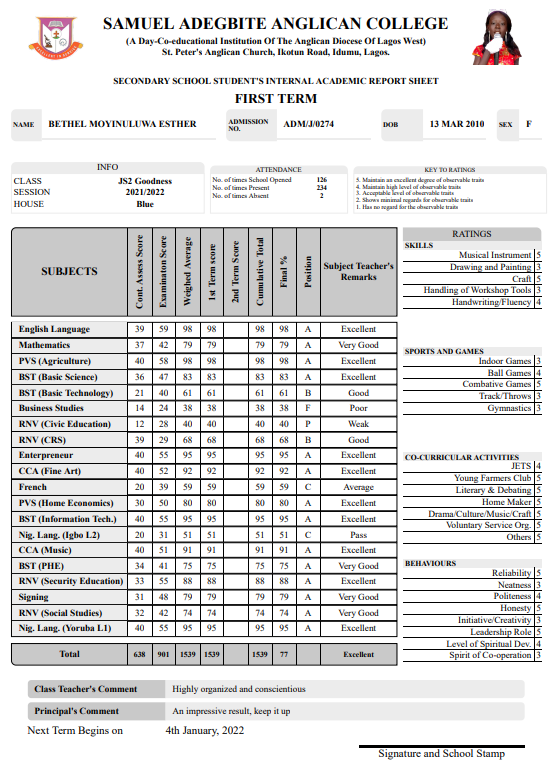 SAMUEL ADEGBITE ANGLICAN COLLEGE
(A Day-Co-educational Institution Of The Anglican Diocese Of Lagos West)
St. Peter's Anglican Church, Ikotun Road, Idumu, Lagos.
SECONDARY SCHOOL STUDENT'S INTERNAL ACADEMIC REPORT SHEET
FIRST TERM
NAME BETHEL MOYINULUWA ESTHER ADMISSION NO. ADM/J/0274 DOB 13 MAR 2010 SEX F
INFO
CLASS JS2 Goodness
SESSION 2021/2022
HOUSE Blue
ATTENDANCE
No. of times School Opened 126
No. of times Present 234
No. of times Absent 2
KEY TO RATINGS
5. Maintain an excellent degree of observable traits
4. Maintain high level of observable traits
3. Acceptable level of observable traits
2. Shows minimal regards for observable traits
1. Has no regard for the observable traits
SUBJECTS Cont. Assess Score Examinaton Score Weighed Average 1st Term score 2nd Term Score Cumulative Total Final % Position Subject Teacher's Remarks
English Language 39 59 98 98 98 98 A Excellent
Mathematics 37 42 79 79 79 79 A Very Good
PVS (Agriculture) 40 58 98 98 98 98 A Excellent
BST (Basic Science) 36 47 83 83 83 83 A Excellent
BST (Basic Technology) 21 40 61 61 61 61 B Good
Business Studies 14 24 38 38 38 38 F Poor
RNV (Civic Education) 12 28 40 40 40 40 P Weak
RNV (CRS) 39 29 68 68 68 68 B Good
Enterpreneur 40 55 95 95 95 95 A Excellent
CCA (Fine Art) 40 52 92 92 92 92 A Excellent
French 20 39 59 59 59 59 C Average
PVS (Home Economics) 30 50 80 80 80 80 A Excellent
BST (Information Tech.) 40 55 95 95 95 95 A Excellent
Nig. Lang. (Igbo L2) 20 31 51 51 51 51 C Pass
CCA (Music) 40 51 91 91 91 91 A Excellent
BST (PHE) 34 41 75 75 75 75 A Very Good
RNV (Security Education) 33 55 88 88 88 88 A Excellent
Signing 31 48 79 79 79 79 A Very Good
RNV (Social Studies) 32 42 74 74 74 74 A Very Good
Nig. Lang. (Yoruba L1) 40 55 95 95 95 95 A Excellent
Total 638 901 1539 1539 1539 77 Excellent
RATINGS
SKILLS
Musical Instrument 5
Drawing and Painting 3
Craft 5
Handling of Workshop Tools 3
Handwriting/Fluency 4
SPORTS AND GAMES
Indoor Games 3
Ball Games 4
Combative Games 5
Track/Throws 3
Gymnastics 3
CO-CURRICULAR ACTIVITIES
JETS 4
Young Farmers Club 5
Literary & Debating 5
Home Maker 5
Drama/Culture/Music/Craft 5
Voluntary Service Org. 5
Others 5
BEHAVIOURS
Reliability 5
Neatness 3
Politeness 4
Honesty 5
Initiative/Creativity 3
Leadership Role 5
Level of Spiritual Dev. 4
Spirit of Co-operation 3
Class Teacher's Comment Highly organized and conscientious
Principal's Comment An impressive result, keep it up
Next Term Begins on 4th January, 2022
Signature and School Stamp